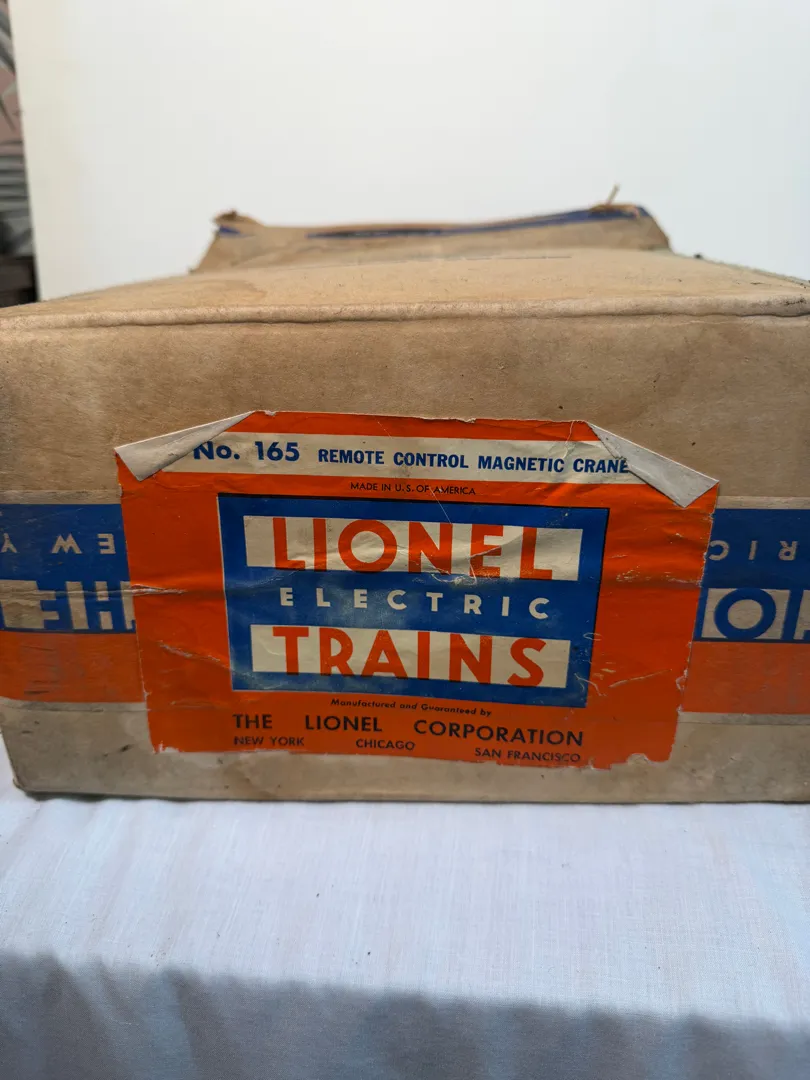 No. 165 REMOTE CONTROL MAGNETIC CRANE
MADE IN U.S. OF AMERICA
LIONEL
ELECTRIC
TRAINS
Manufactured and Guaranteed by
THE LIONEL CORPORATION
NEW YORK CHICAGO SAN FRANCISCO